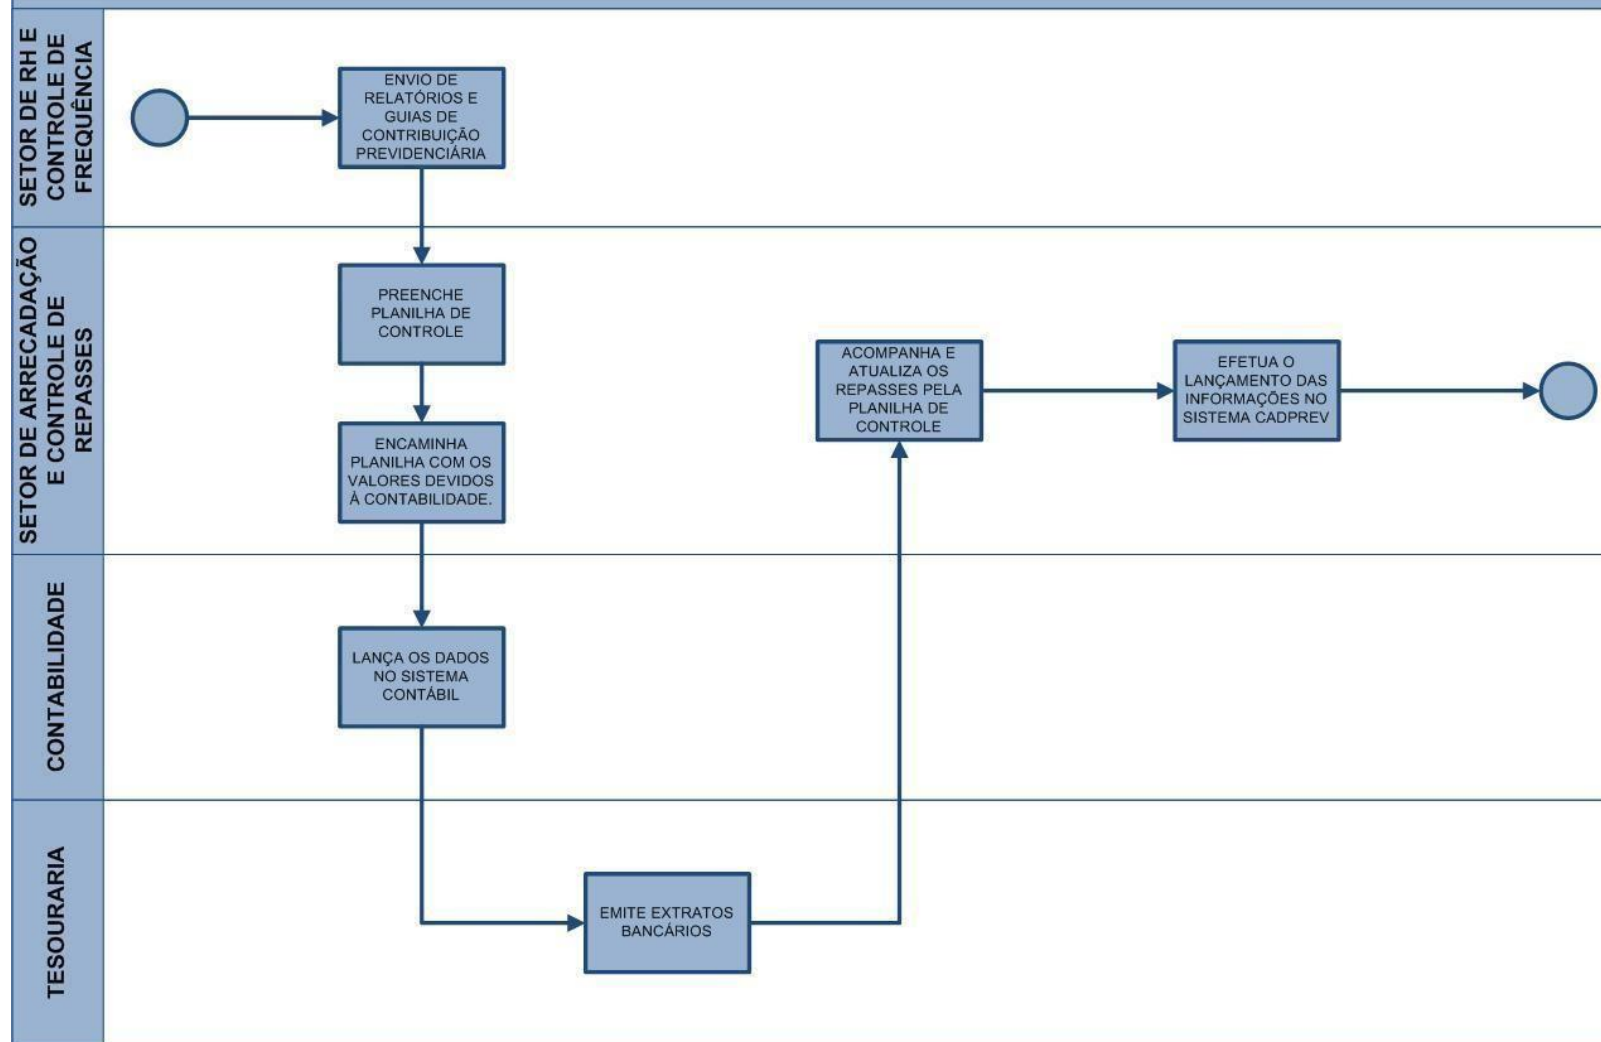 SETOR DE RH E
CONTROLE DE
FREQUÊNCIA
ENVIO DE
RELATÓRIOS E
GUIAS DE
CONTRIBUIÇÃO
PREVIDENCIÁRIA
SETOR DE ARRECADAÇÃO
E CONTROLE DE
REPASSES
PREENCHE
PLANILHA DE
CONTROLE
ENCAMINHA
PLANILHA COM OS
VALORES DEVIDOS
À CONTABILIDADE.
ACOMPANHA E
ATUALIZA OS
REPASSES PELA
PLANILHA DE
CONTROLE
EFETUA O
LANÇAMENTO DAS
INFORMAÇÕES NO
SISTEMA CADPREV
CONTABILIDADE
LANÇA OS DADOS
NO SISTEMA
CONTÁBIL
TESOURARIA
EMITE EXTRATOS
BANCÁRIOS